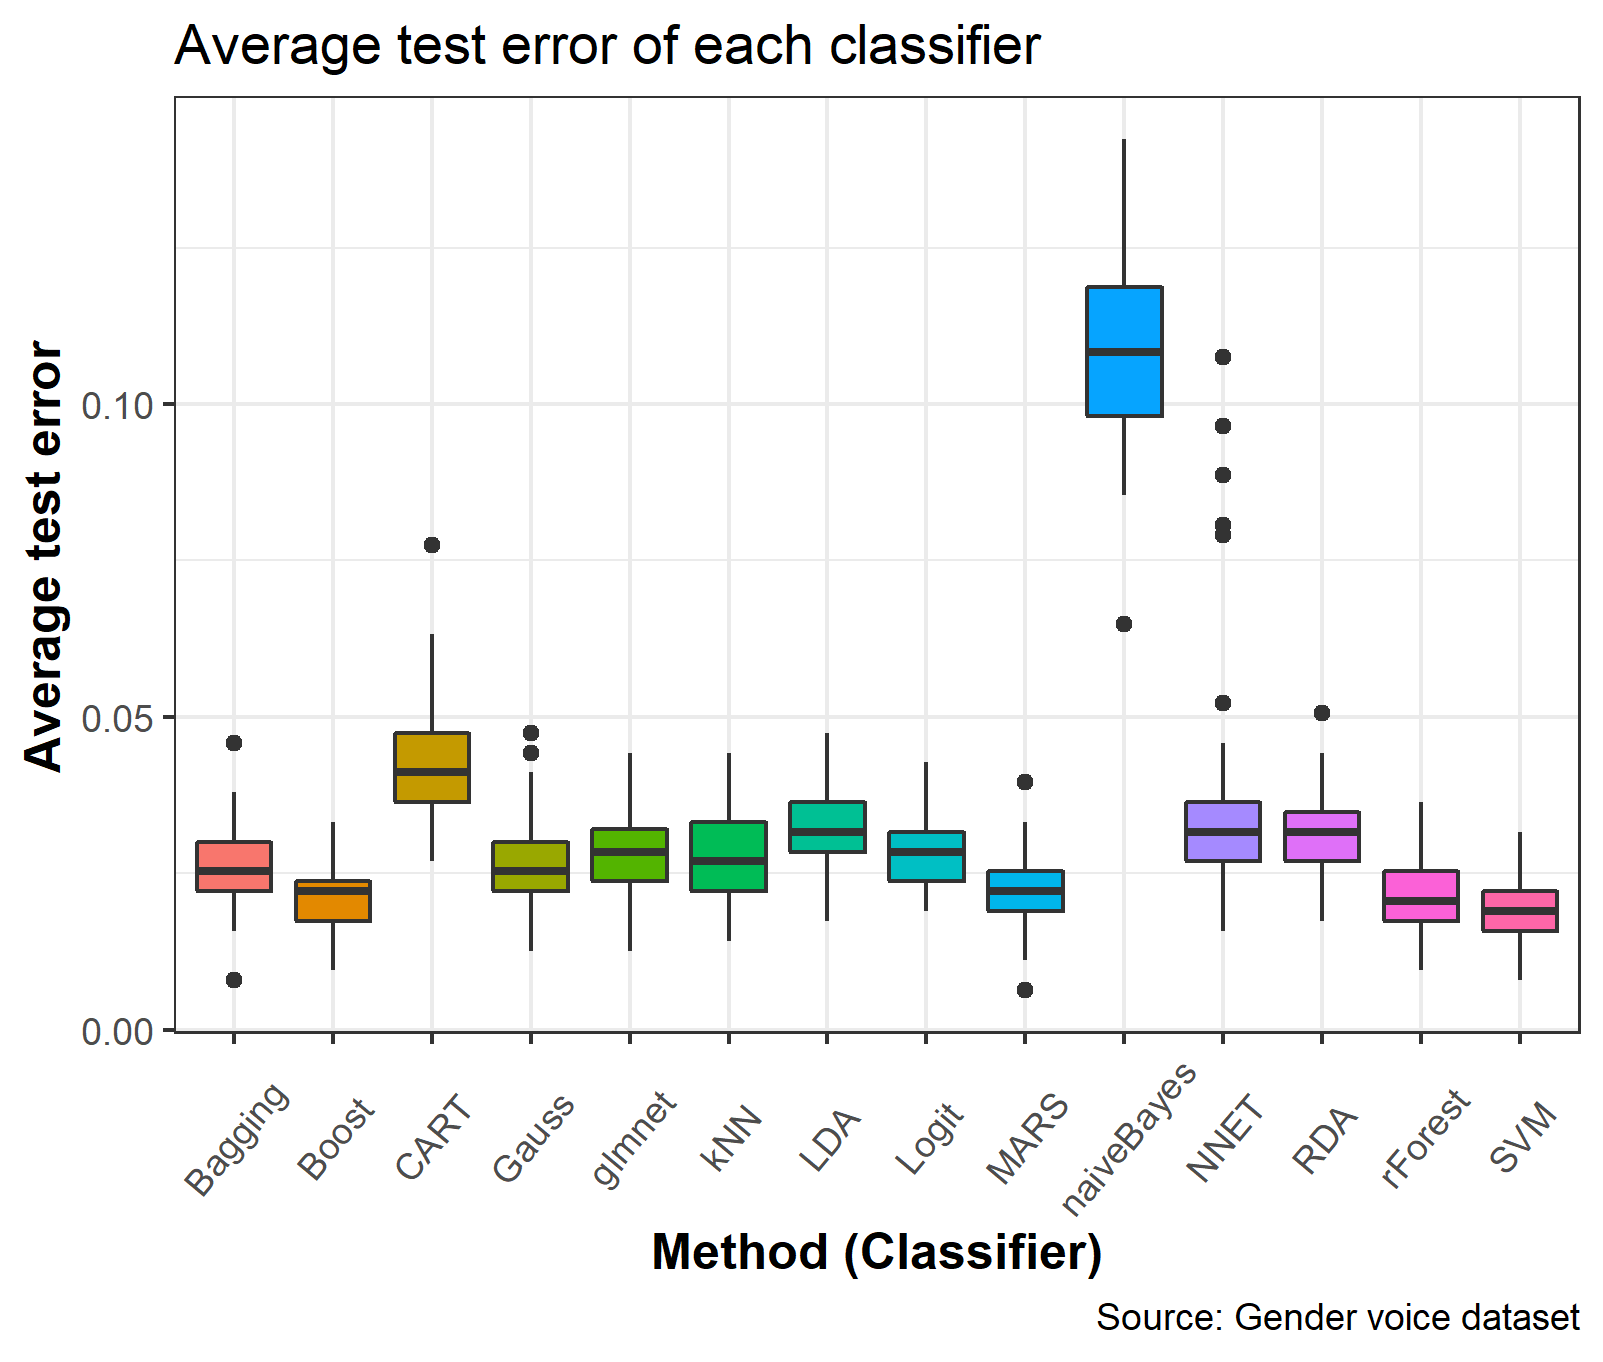 Average test error of each classifier
Average test error
0.10
0.05
0.00
Bagging
Boost
CART
Gauss
glmnet
kNN
LDA
Logit
MARS
naiveBayes
NNET
RDA
rForest
SVM
Method (Classifier)
Source: Gender voice dataset